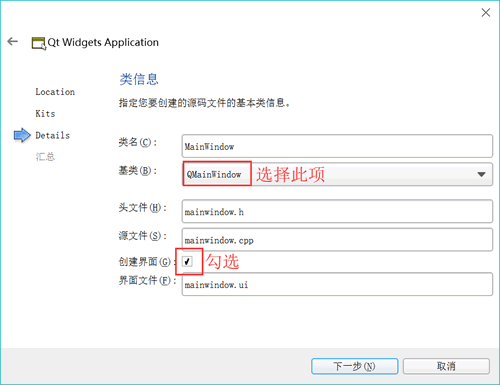 Qt Widgets Application
Location
Kits
Details
汇总
类信息
指定您要创建的源码文件的基本类信息。
类名(C): MainWindow
基类(B): QMainWindow 选择此项
头文件(H): mainwindow.h
源文件(S): mainwindow.cpp
创建界面(G): 勾选
界面文件(F): mainwindow.ui
下一步(N) 取消